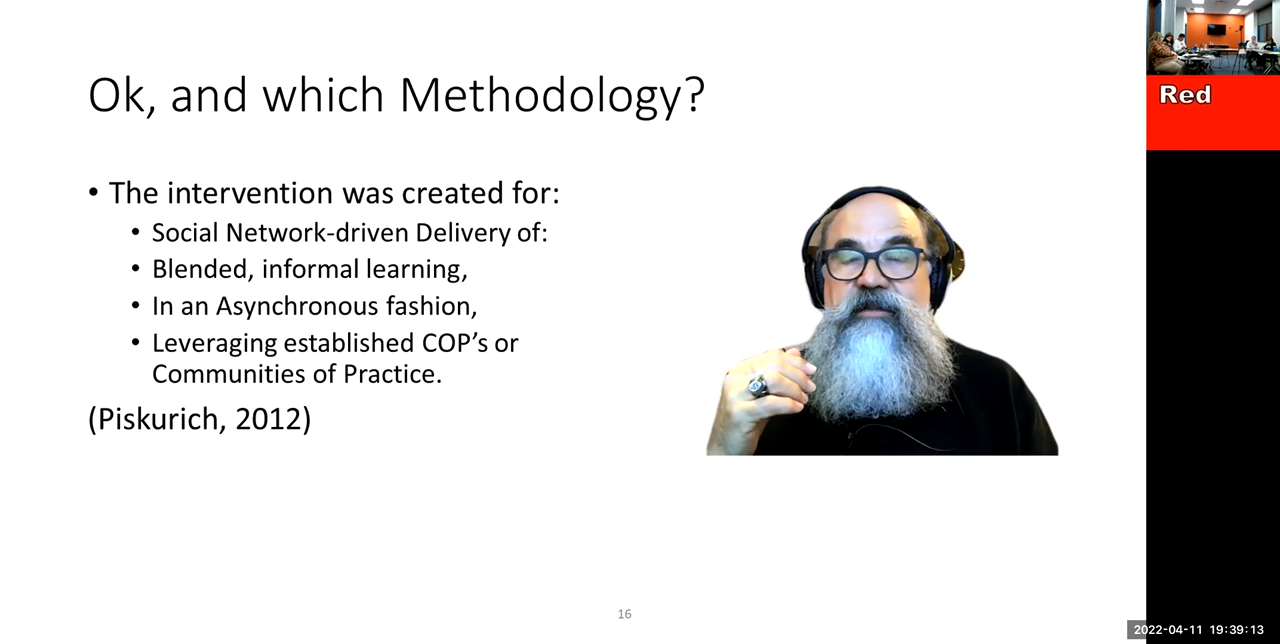 Ok, and which Methodology?
• The intervention was created for:
• Social Network-driven Delivery of:
• Blended, informal learning,
• In an Asynchronous fashion,
• Leveraging established COP’s or
Communities of Practice.
(Piskurich, 2012)
16
Red
2022-04-11 19:39:13